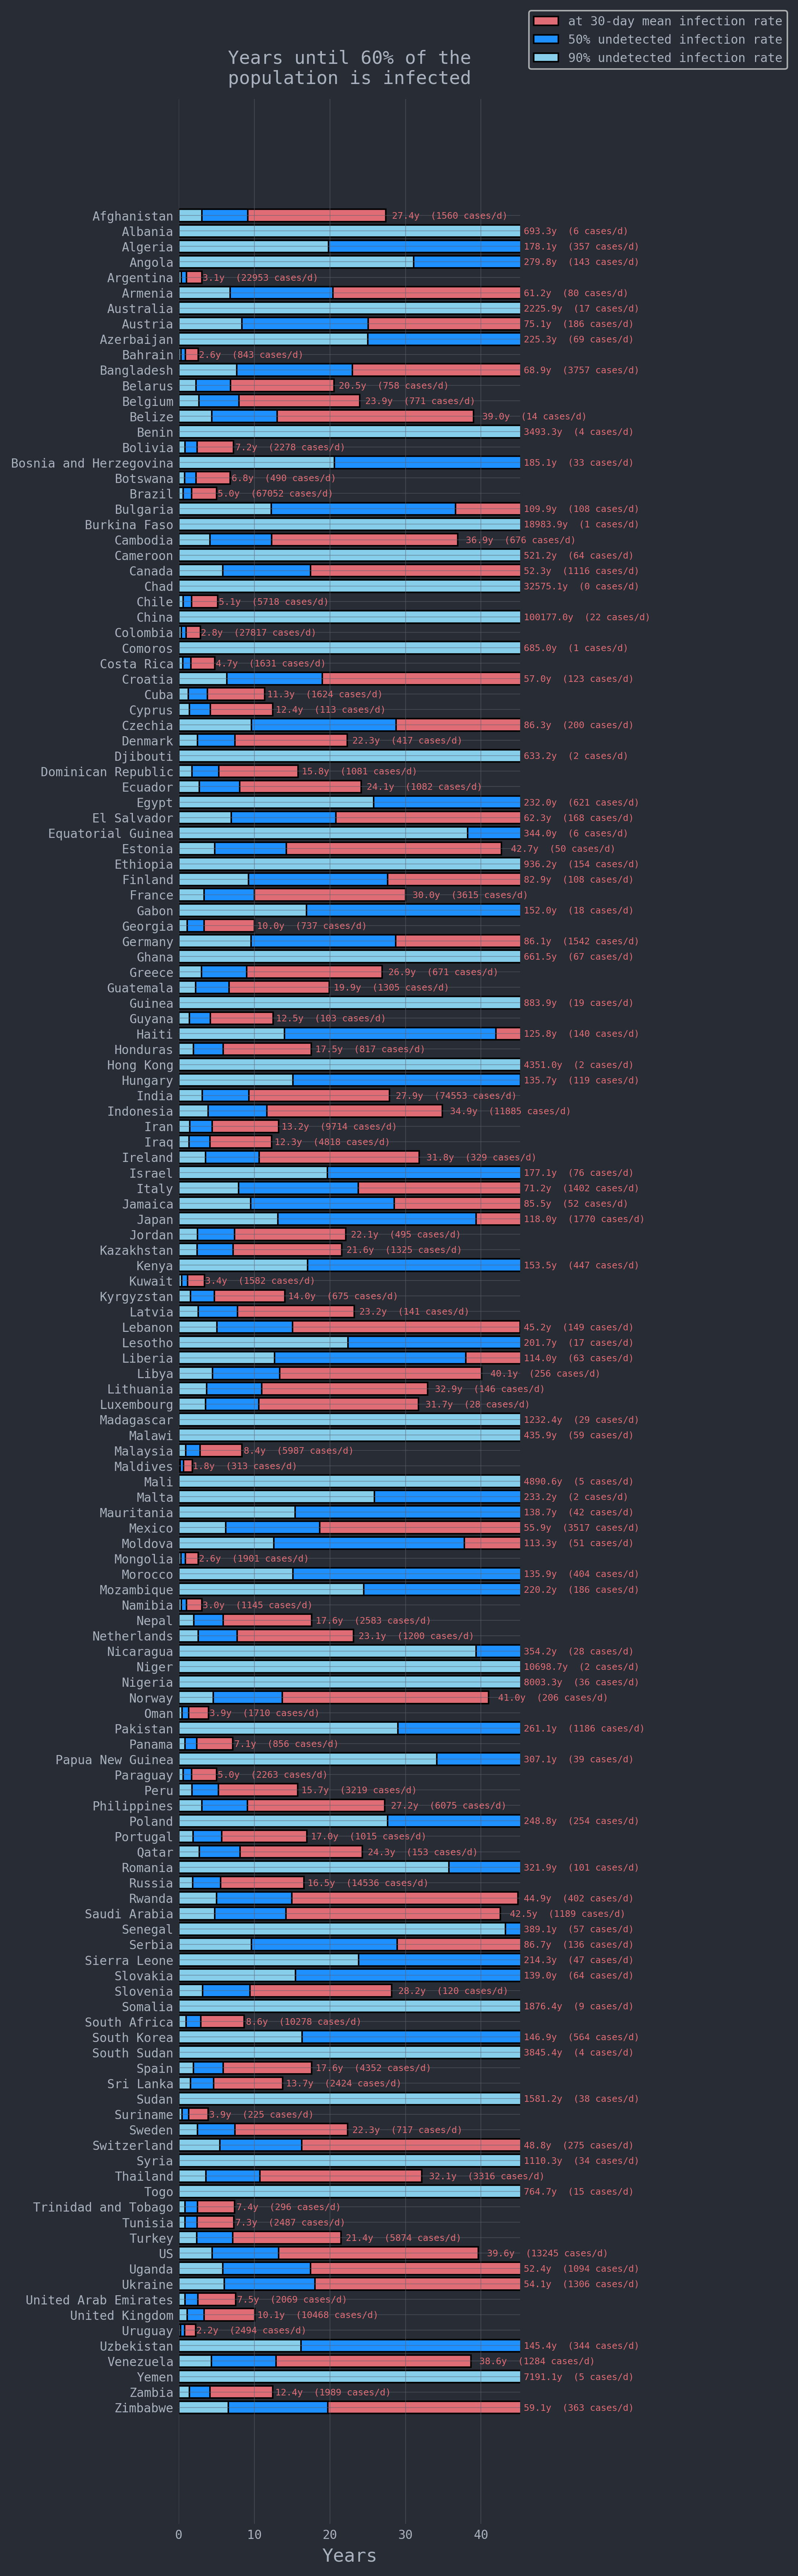 at 30-day mean infection rate
50% undetected infection rate
90% undetected infection rate
Years until 60% of the
population is infected
Afghanistan 27.4y (1560 cases/d)
Albania 693.3y (6 cases/d)
Algeria 178.1y (357 cases/d)
Angola 279.8y (143 cases/d)
Argentina 3.1y (22953 cases/d)
Armenia 61.2y (80 cases/d)
Australia 2225.9y (17 cases/d)
Austria 75.1y (186 cases/d)
Azerbaijan 225.3y (69 cases/d)
Bahrain 2.6y (843 cases/d)
Bangladesh 68.9y (3757 cases/d)
Belarus 20.5y (758 cases/d)
Belgium 23.9y (771 cases/d)
Belize 39.0y (14 cases/d)
Benin 3493.3y (4 cases/d)
Bolivia 7.2y (2278 cases/d)
Bosnia and Herzegovina 185.1y (33 cases/d)
Botswana 6.8y (490 cases/d)
Brazil 5.0y (67052 cases/d)
Bulgaria 109.9y (108 cases/d)
Burkina Faso 18983.9y (1 cases/d)
Cambodia 36.9y (676 cases/d)
Cameroon 521.2y (64 cases/d)
Canada 52.3y (1116 cases/d)
Chad 32575.1y (0 cases/d)
Chile 5.1y (5718 cases/d)
China 100177.0y (22 cases/d)
Colombia 2.8y (27817 cases/d)
Comoros 685.0y (1 cases/d)
Costa Rica 4.7y (1631 cases/d)
Croatia 57.0y (123 cases/d)
Cuba 11.3y (1624 cases/d)
Cyprus 12.4y (113 cases/d)
Czechia 86.3y (200 cases/d)
Denmark 22.3y (417 cases/d)
Djibouti 633.2y (2 cases/d)
Dominican Republic 15.8y (1081 cases/d)
Ecuador 24.1y (1082 cases/d)
Egypt 232.0y (621 cases/d)
El Salvador 62.3y (168 cases/d)
Equatorial Guinea 344.0y (6 cases/d)
Estonia 42.7y (50 cases/d)
Ethiopia 936.2y (154 cases/d)
Finland 82.9y (108 cases/d)
France 30.0y (3615 cases/d)
Gabon 152.0y (18 cases/d)
Georgia 10.0y (737 cases/d)
Germany 86.1y (1542 cases/d)
Ghana 661.5y (67 cases/d)
Greece 26.9y (671 cases/d)
Guatemala 19.9y (1305 cases/d)
Guinea 883.9y (19 cases/d)
Guyana 12.5y (103 cases/d)
Haiti 125.8y (140 cases/d)
Honduras 17.5y (817 cases/d)
Hong Kong 4351.0y (2 cases/d)
Hungary 135.7y (119 cases/d)
India 27.9y (74553 cases/d)
Indonesia 34.9y (11885 cases/d)
Iran 13.2y (9714 cases/d)
Iraq 12.3y (4818 cases/d)
Ireland 31.8y (329 cases/d)
Israel 177.1y (76 cases/d)
Italy 71.2y (1402 cases/d)
Jamaica 85.5y (52 cases/d)
Japan 118.0y (1770 cases/d)
Jordan 22.1y (495 cases/d)
Kazakhstan 21.6y (1325 cases/d)
Kenya 153.5y (447 cases/d)
Kuwait 3.4y (1582 cases/d)
Kyrgyzstan 14.0y (675 cases/d)
Latvia 23.2y (141 cases/d)
Lebanon 45.2y (149 cases/d)
Lesotho 201.7y (17 cases/d)
Liberia 114.0y (63 cases/d)
Libya 40.1y (256 cases/d)
Lithuania 32.9y (146 cases/d)
Luxembourg 31.7y (28 cases/d)
Madagascar 1232.4y (29 cases/d)
Malawi 435.9y (59 cases/d)
Malaysia 8.4y (5987 cases/d)
Maldives 1.8y (313 cases/d)
Mali 4890.6y (5 cases/d)
Malta 233.2y (2 cases/d)
Mauritania 138.7y (42 cases/d)
Mexico 55.9y (3517 cases/d)
Moldova 113.3y (51 cases/d)
Mongolia 2.6y (1901 cases/d)
Morocco 135.9y (404 cases/d)
Mozambique 220.2y (186 cases/d)
Namibia 3.0y (1145 cases/d)
Nepal 17.6y (2583 cases/d)
Netherlands 23.1y (1200 cases/d)
Nicaragua 354.2y (28 cases/d)
Niger 10698.7y (2 cases/d)
Nigeria 8003.3y (36 cases/d)
Norway 41.0y (206 cases/d)
Oman 3.9y (1710 cases/d)
Pakistan 261.1y (1186 cases/d)
Panama 7.1y (856 cases/d)
Papua New Guinea 307.1y (39 cases/d)
Paraguay 5.0y (2263 cases/d)
Peru 15.7y (3219 cases/d)
Philippines 27.2y (6075 cases/d)
Poland 248.8y (254 cases/d)
Portugal 17.0y (1015 cases/d)
Qatar 24.3y (153 cases/d)
Romania 321.9y (101 cases/d)
Russia 16.5y (14536 cases/d)
Rwanda 44.9y (402 cases/d)
Saudi Arabia 42.5y (1189 cases/d)
Senegal 389.1y (57 cases/d)
Serbia 86.7y (136 cases/d)
Sierra Leone 214.3y (47 cases/d)
Slovakia 139.0y (64 cases/d)
Slovenia 28.2y (120 cases/d)
Somalia 1876.4y (9 cases/d)
South Africa 8.6y (10278 cases/d)
South Korea 146.9y (564 cases/d)
South Sudan 3845.4y (4 cases/d)
Spain 17.6y (4352 cases/d)
Sri Lanka 13.7y (2424 cases/d)
Sudan 1581.2y (38 cases/d)
Suriname 3.9y (225 cases/d)
Sweden 22.3y (717 cases/d)
Switzerland 48.8y (275 cases/d)
Syria 1110.3y (34 cases/d)
Thailand 32.1y (3316 cases/d)
Togo 764.7y (15 cases/d)
Trinidad and Tobago 7.4y (296 cases/d)
Tunisia 7.3y (2487 cases/d)
Turkey 21.4y (5874 cases/d)
US 39.6y (13245 cases/d)
Uganda 52.4y (1094 cases/d)
Ukraine 54.1y (1306 cases/d)
United Arab Emirates 7.5y (2069 cases/d)
United Kingdom 10.1y (10468 cases/d)
Uruguay 2.2y (2494 cases/d)
Uzbekistan 145.4y (344 cases/d)
Venezuela 38.6y (1284 cases/d)
Yemen 7191.1y (5 cases/d)
Zambia 12.4y (1989 cases/d)
Zimbabwe 59.1y (363 cases/d)
0 10 20 30 40
Years